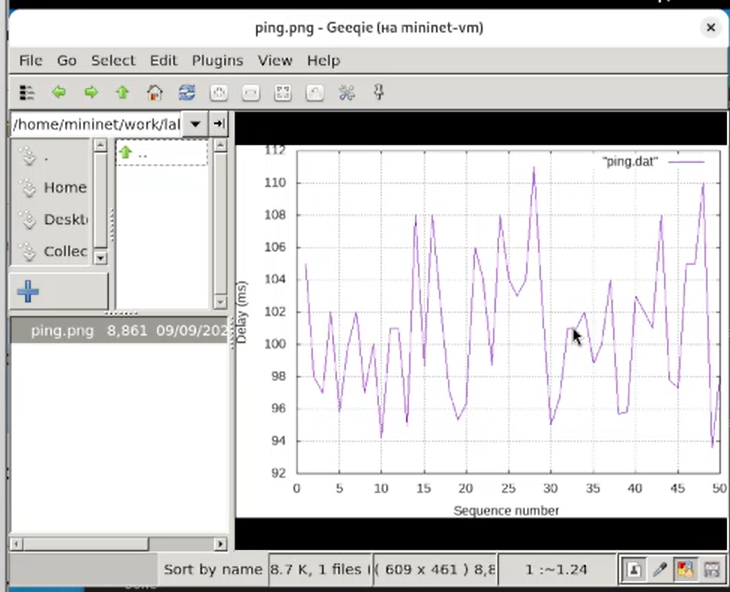 ping.png - Geeqie (на mininet-vm)
File Go Select Edit Plugins View Help
/home/mininet/work/lal
.
..
Home
Deskt
Collec
ping.png 8,861 09/09/202
"ping.dat"
112
110
108
106
104
102
100
98
96
94
92
Delay (ms)
0 5 10 15 20 25 30 35 40 45 50
Sequence number
Sort by name 8.7 K, 1 files ( 609 x 461 ) 8,8 1 :~1.24